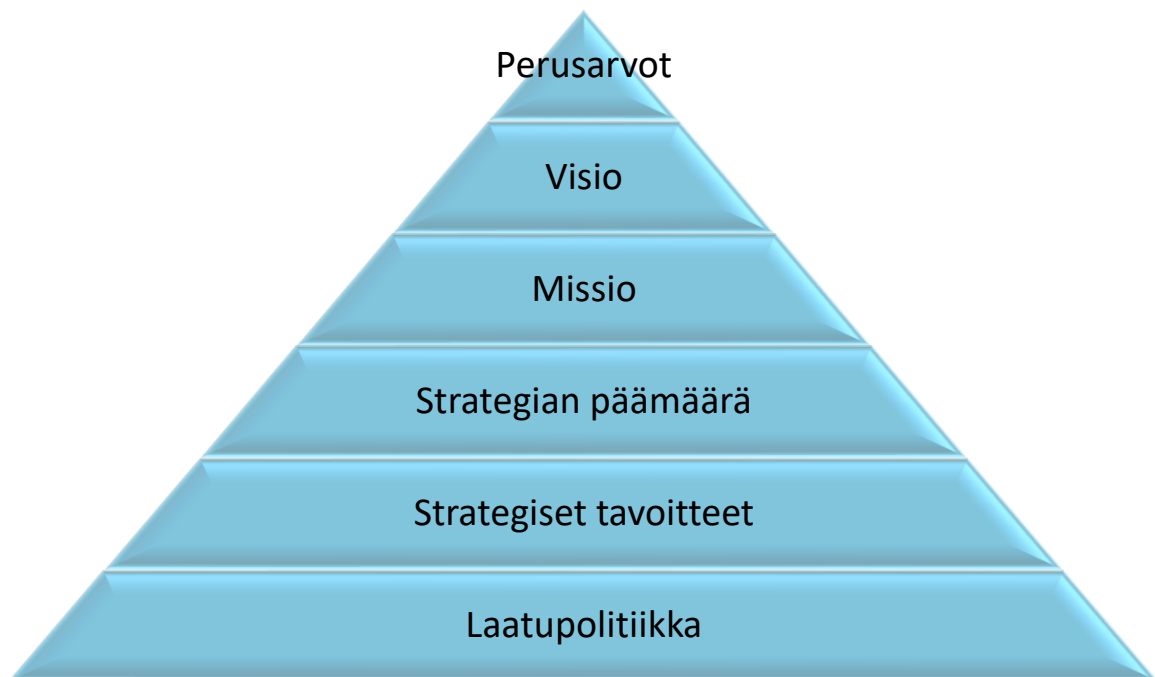 Perusarvot
Visio
Missio
Strategian päämäärä
Strategiset tavoitteet
Laatupolitiikka